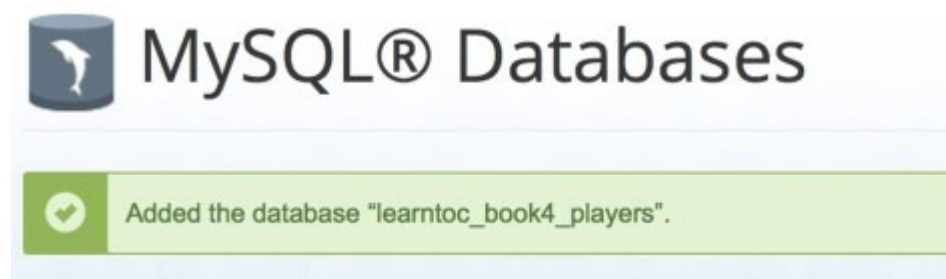 MySQL® Databases
Added the database “learntoc_book4_players”.